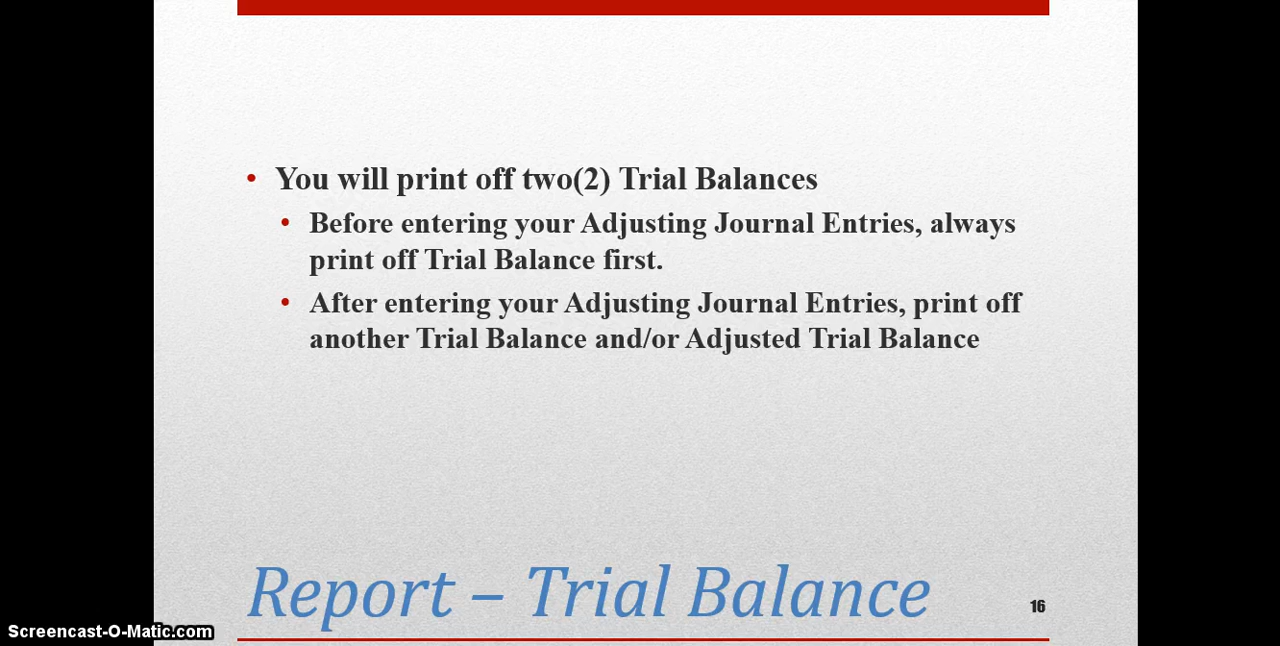 You will print off two(2) Trial Balances
Before entering your Adjusting Journal Entries, always
print off Trial Balance first.
After entering your Adjusting Journal Entries, print off
another Trial Balance and/or Adjusted Trial Balance
Report – Trial Balance
16
Screencast-O-Matic.com